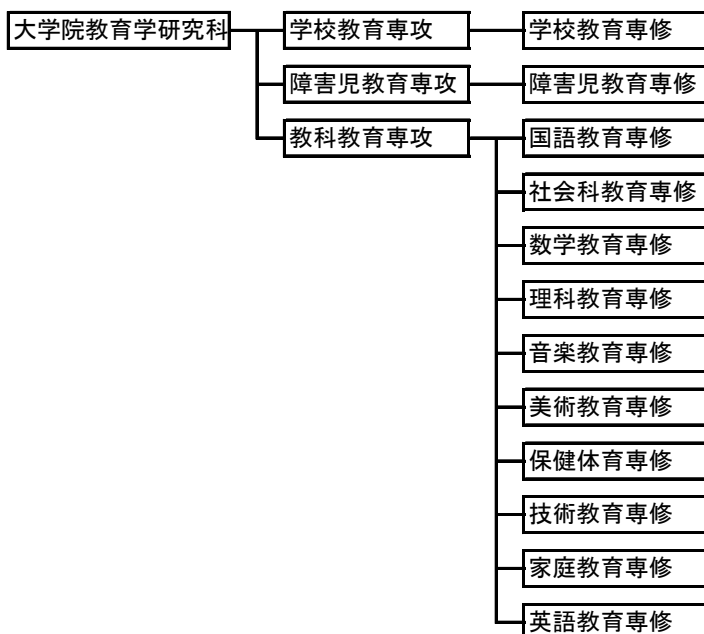 大学院教育学研究科
学校教育専攻
学校教育専修
障害児教育専攻
障害児教育専修
教科教育専攻
国語教育専修
社会科教育専修
数学教育専修
理科教育専修
音楽教育専修
美術教育専修
保健体育専修
技術教育専修
家庭教育専修
英語教育専修